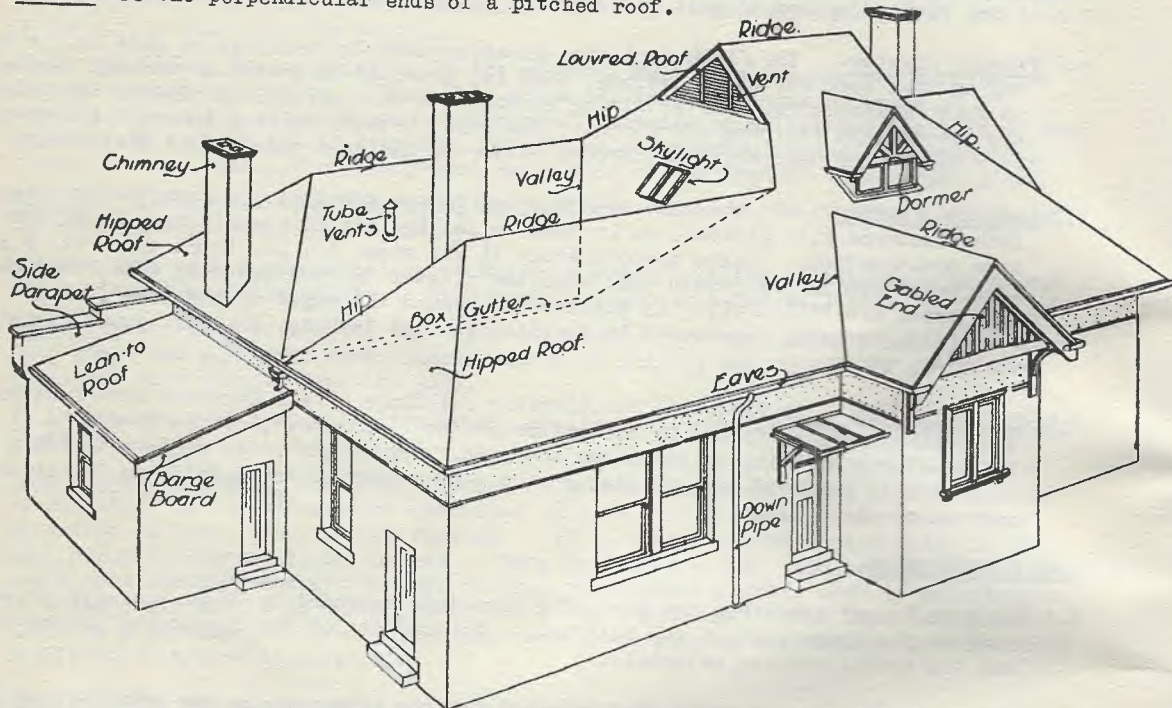 of the perpendicular ends of a pitched roof.
Ridge.
Louvred. Roof
Vent
Hip
Chimney
Ridge
Skylight
Hip
Valley
Tube
Vents
Ridge
Dormer
Hipped
Roof
Ridge
Side
Parapet
Valley
Gabled
End
Hip
Box Gutter
Lean-to
Roof
Hipped Roof.
Eaves
Barge
Board
Down
Pipe